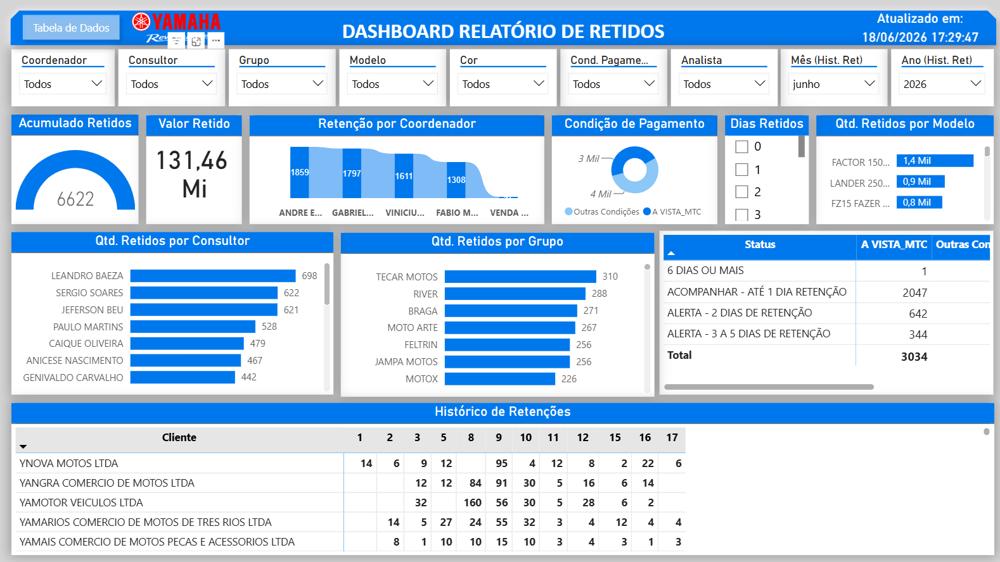 Tabela de Dados
YAMAHA
DASHBOARD RELATÓRIO DE RETIDOS
Atualizado em:
18/06/2026 17:29:47
Coordenador
Todos
Consultor
Todos
Grupo
Todos
Modelo
Todos
Cor
Todos
Cond. Pagame...
Todos
Analista
Todos
Mês (Hist. Ret)
junho
Ano (Hist. Ret)
2026
Acumulado Retidos
6622
Valor Retido
131,46
Mi
Retenção por Coordenador
1859
1797
1611
1308
ANDRE E... GABRIEL... VINICIU... FABIO M... VENDA ...
Condição de Pagamento
3 Mil
4 Mil
Outras Condições A VISTA_MTC
Dias Retidos
0
1
2
3
Qtd. Retidos por Modelo
FACTOR 150... 1,4 Mil
LANDER 250... 0,9 Mil
FZ15 FAZER ... 0,8 Mil
Qtd. Retidos por Consultor
LEANDRO BAEZA 698
SERGIO SOARES 622
JEFERSON BEU 621
PAULO MARTINS 528
CAIQUE OLIVEIRA 479
ANICESE NASCIMENTO 467
GENIVALDO CARVALHO 442
Qtd. Retidos por Grupo
TECAR MOTOS 310
RIVER 288
BRAGA 271
MOTO ARTE 267
FELTRIN 256
JAMPA MOTOS 256
MOTOX 226
Status A VISTA_MTC Outras Con
6 DIAS OU MAIS 1
ACOMPANHAR - ATÉ 1 DIA RETENÇÃO 2047
ALERTA - 2 DIAS DE RETENÇÃO 642
ALERTA - 3 A 5 DIAS DE RETENÇÃO 344
Total 3034
Histórico de Retenções
Cliente 1 2 3 5 8 9 10 11 12 15 16 17
YNOVA MOTOS LTDA 14 6 9 12 95 4 12 8 2 22 6
YANGRA COMERCIO DE MOTOS LTDA 12 12 84 91 30 5 16 6 14
YAMOTOR VEICULOS LTDA 32 160 56 30 5 28 6 2
YAMARIOS COMERCIO DE MOTOS DE TRES RIOS LTDA 14 5 27 24 55 32 3 4 12 4 4
YAMAIS COMERCIO DE MOTOS PECAS E ACESSORIOS LTDA 8 1 10 10 15 10 3 4 3 1 3